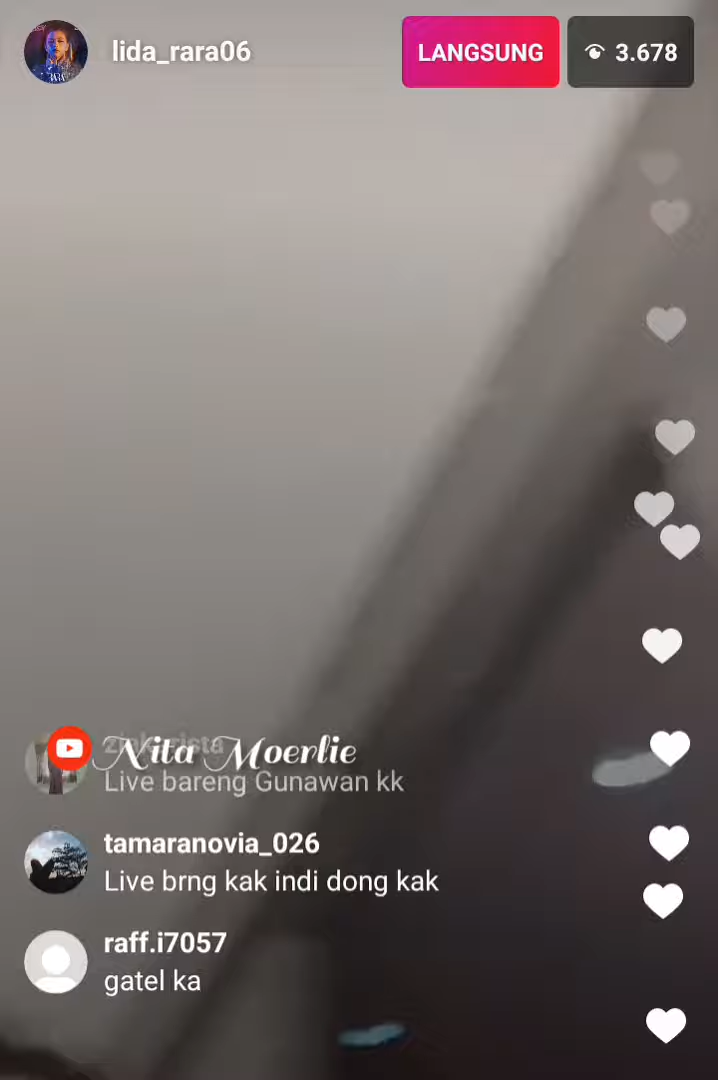 lida_rara06
LANGSUNG
3.678
Nita Moerlie
Live bareng Gunawan kk
tamaranovia_026
Live brng kak indi dong kak
raff.i7057
gatel ka